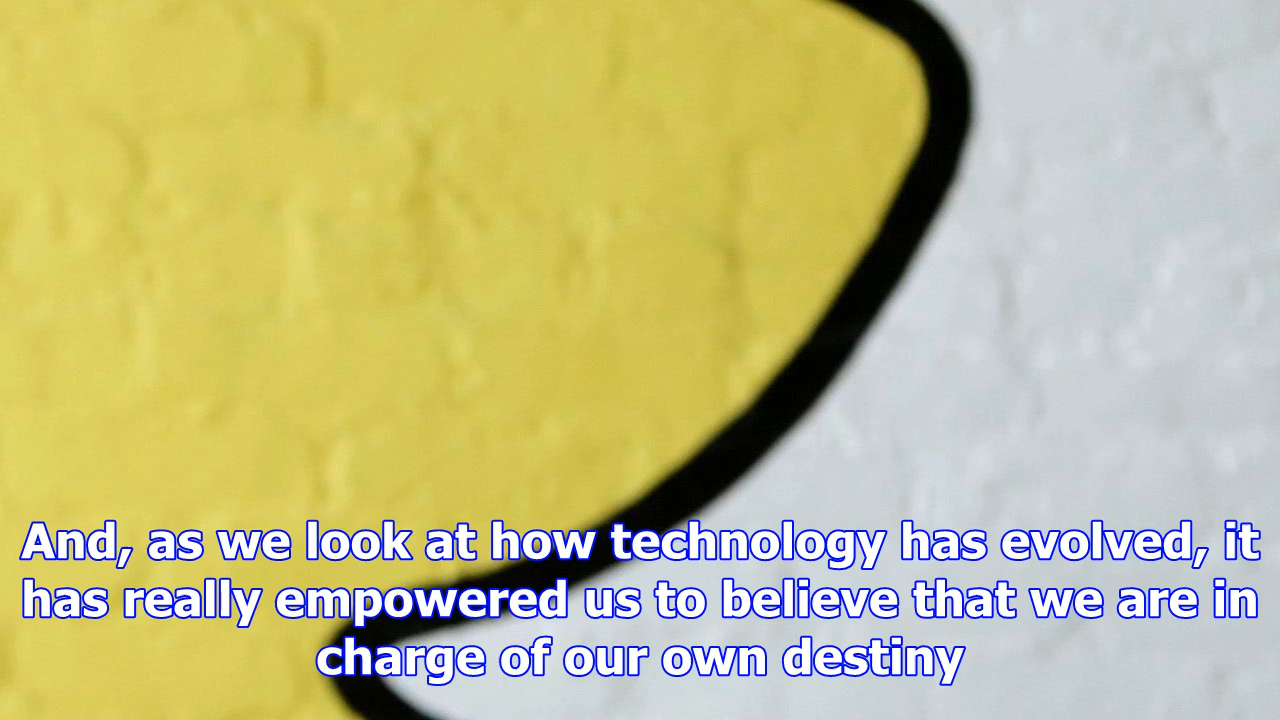 And, as we look at how technology has evolved, it
has really empowered us to believe that we are in
charge of our own destiny